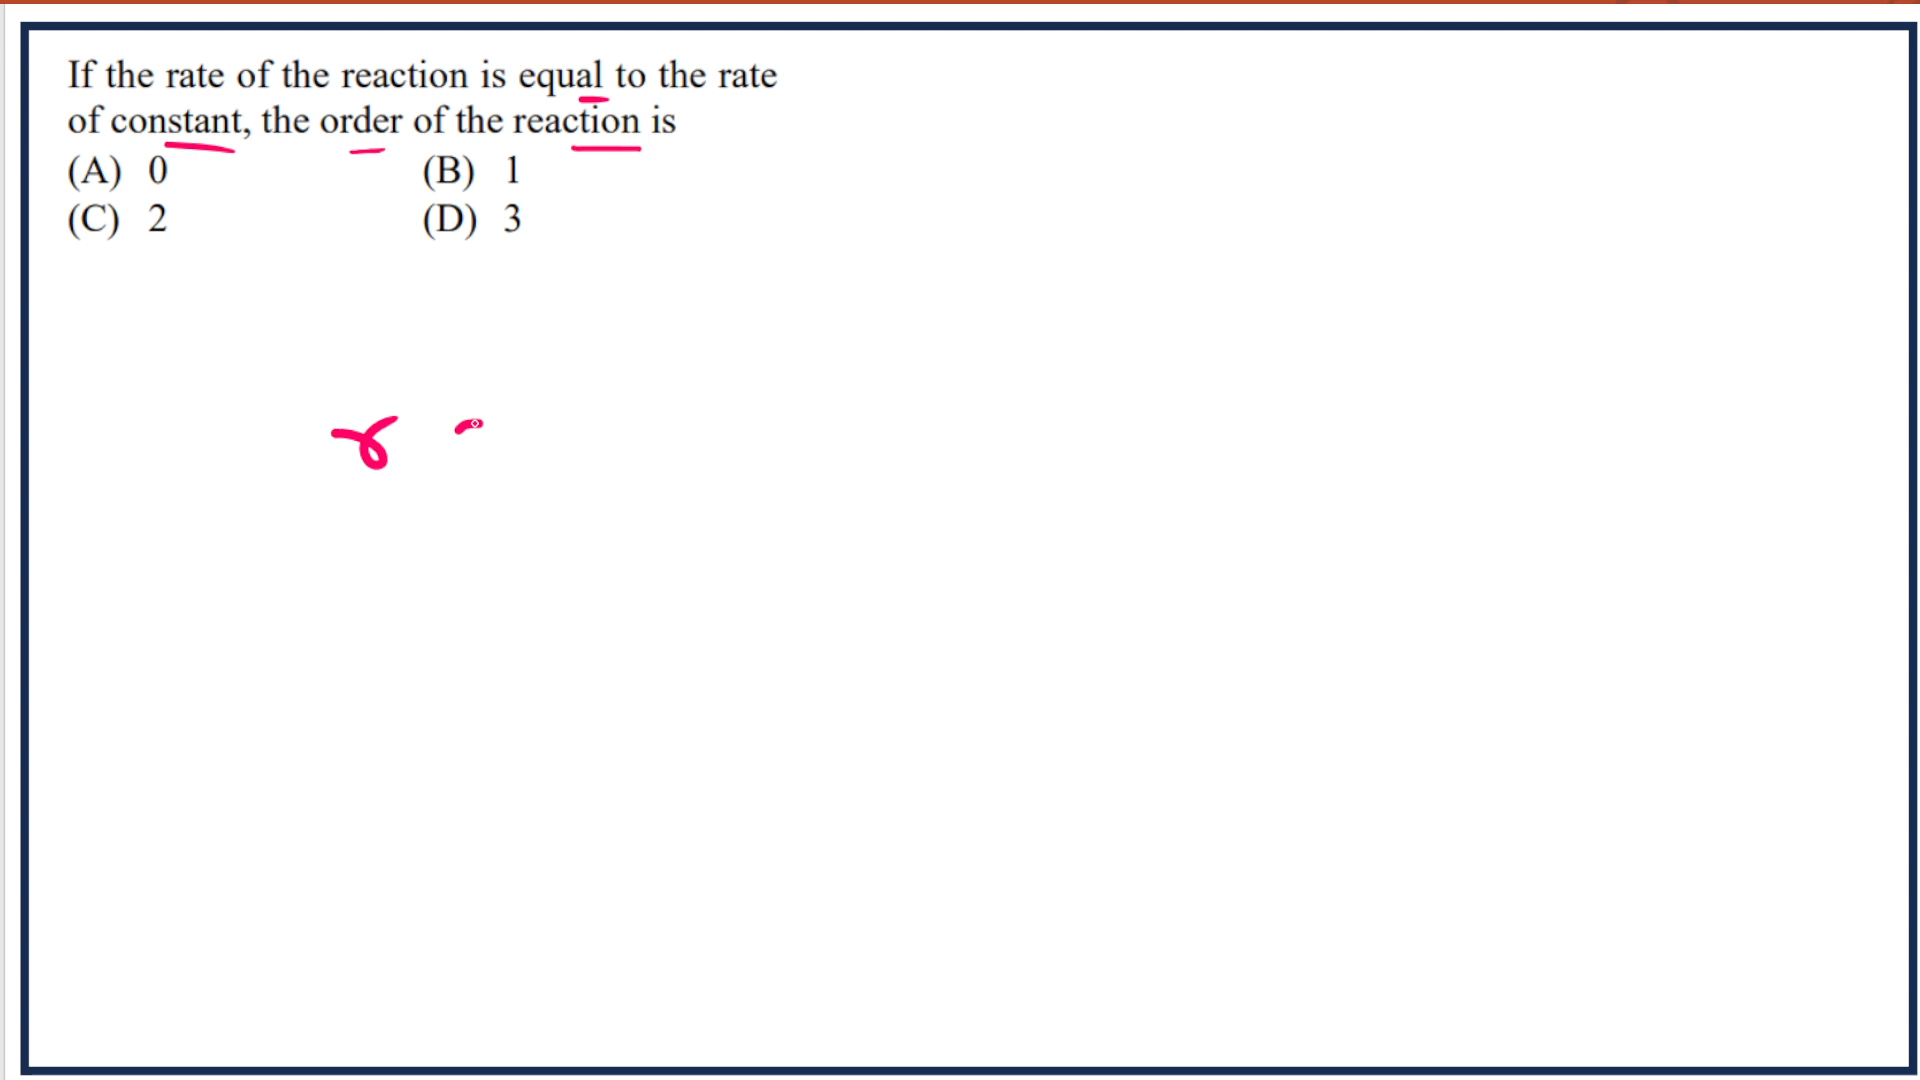 If the rate of the reaction is equal to the rate
of constant, the order of the reaction is
(A) 0 (B) 1
(C) 2 (D) 3